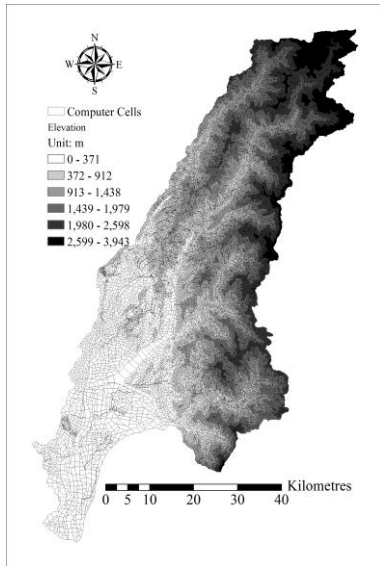 N
W E
S
Computer Cells
Elevation
Unit: m
0 - 371
372 - 912
913 - 1,438
1,439 - 1,979
1,980 - 2,598
2,599 - 3,943
Kilometres
0 5 10 20 30 40